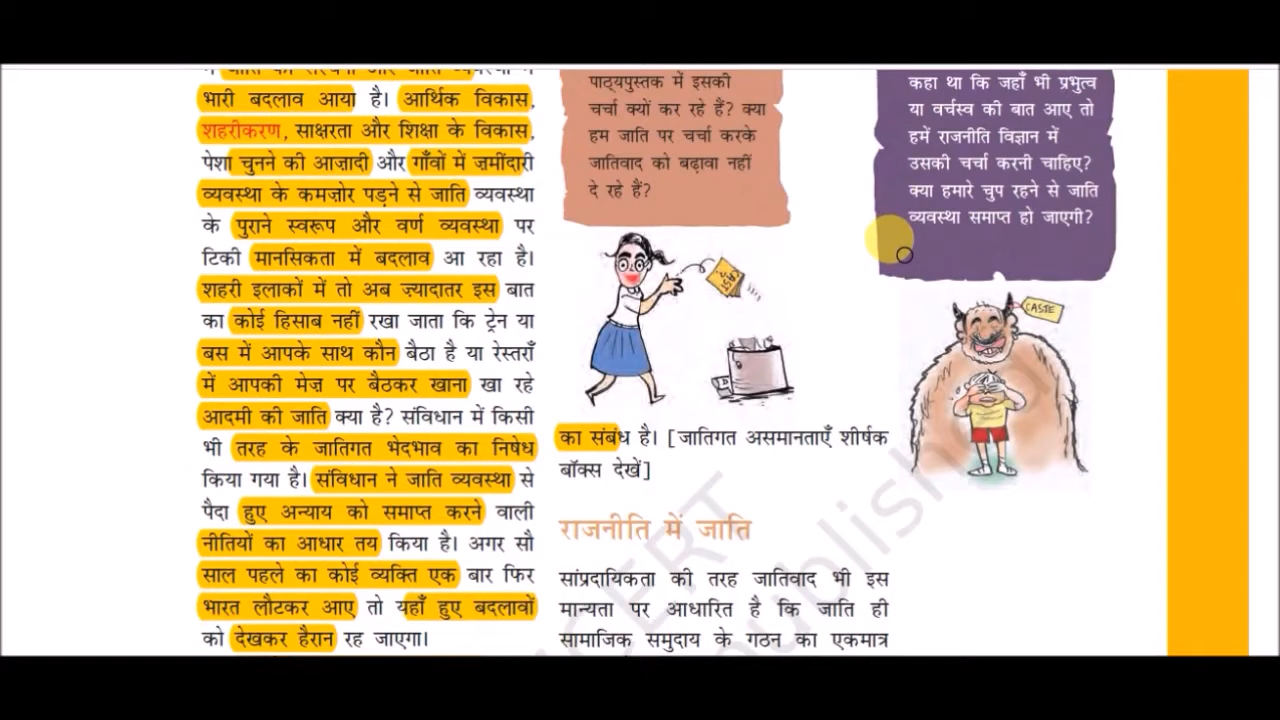 भारी बदलाव आया है। आर्थिक विकास,
शहरीकरण, साक्षरता और शिक्षा के विकास,
पेशा चुनने की आज़ादी और गाँवों में ज़मींदारी
व्यवस्था के कमज़ोर पड़ने से जाति व्यवस्था
के पुराने स्वरूप और वर्ण व्यवस्था पर
टिकी मानसिकता में बदलाव आ रहा है।
शहरी इलाकों में तो अब ज़्यादातर इस बात
का कोई हिसाब नहीं रखा जाता कि ट्रेन या
बस में आपके साथ कौन बैठा है या रेस्तराँ
में आपकी मेज़ पर बैठकर खाना खा रहे
आदमी की जाति क्या है? संविधान में किसी
भी तरह के जातिगत भेदभाव का निषेध
किया गया है। संविधान ने जाति व्यवस्था से
पैदा हुए अन्याय को समाप्त करने वाली
नीतियों का आधार तय किया है। अगर सौ
साल पहले का कोई व्यक्ति एक बार फिर
भारत लौटकर आए तो यहाँ हुए बदलावों
को देखकर हैरान रह जाएगा।
पाठ्यपुस्तक में इसकी
चर्चा क्यों कर रहे हैं? क्या
हम जाति पर चर्चा करके
जातिवाद को बढ़ावा नहीं
दे रहे हैं?
कहा था कि जहाँ भी प्रभुत्व
या वर्चस्व की बात आए तो
हमें राजनीति विज्ञान में
उसकी चर्चा करनी चाहिए?
क्या हमारे चुप रहने से जाति
व्यवस्था समाप्त हो जाएगी?
CASTE
का संबंध है। [जातिगत असमानताएँ शीर्षक
बॉक्स देखें]
राजनीति में जाति
सांप्रदायिकता की तरह जातिवाद भी इस
मान्यता पर आधारित है कि जाति ही
सामाजिक समुदाय के गठन का एकमात्र